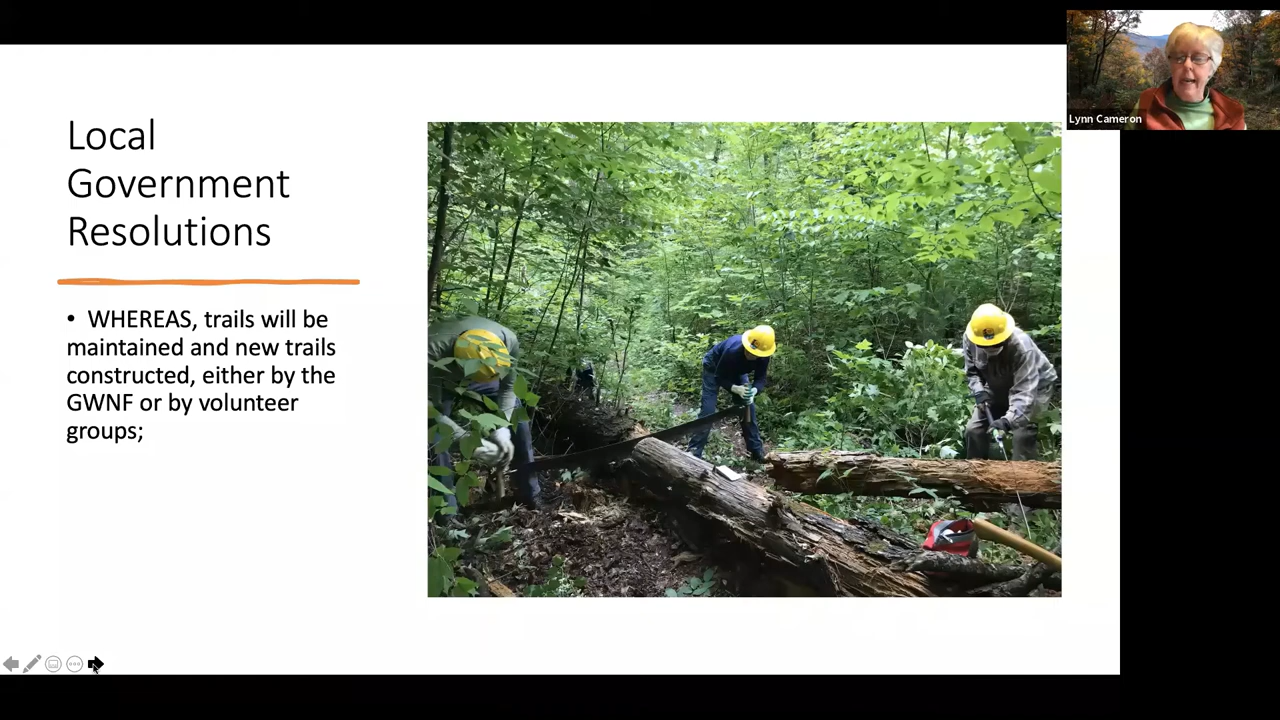 Lynn Cameron
Local
Government
Resolutions
• WHEREAS, trails will be
maintained and new trails
constructed, either by the
GWNF or by volunteer
groups;